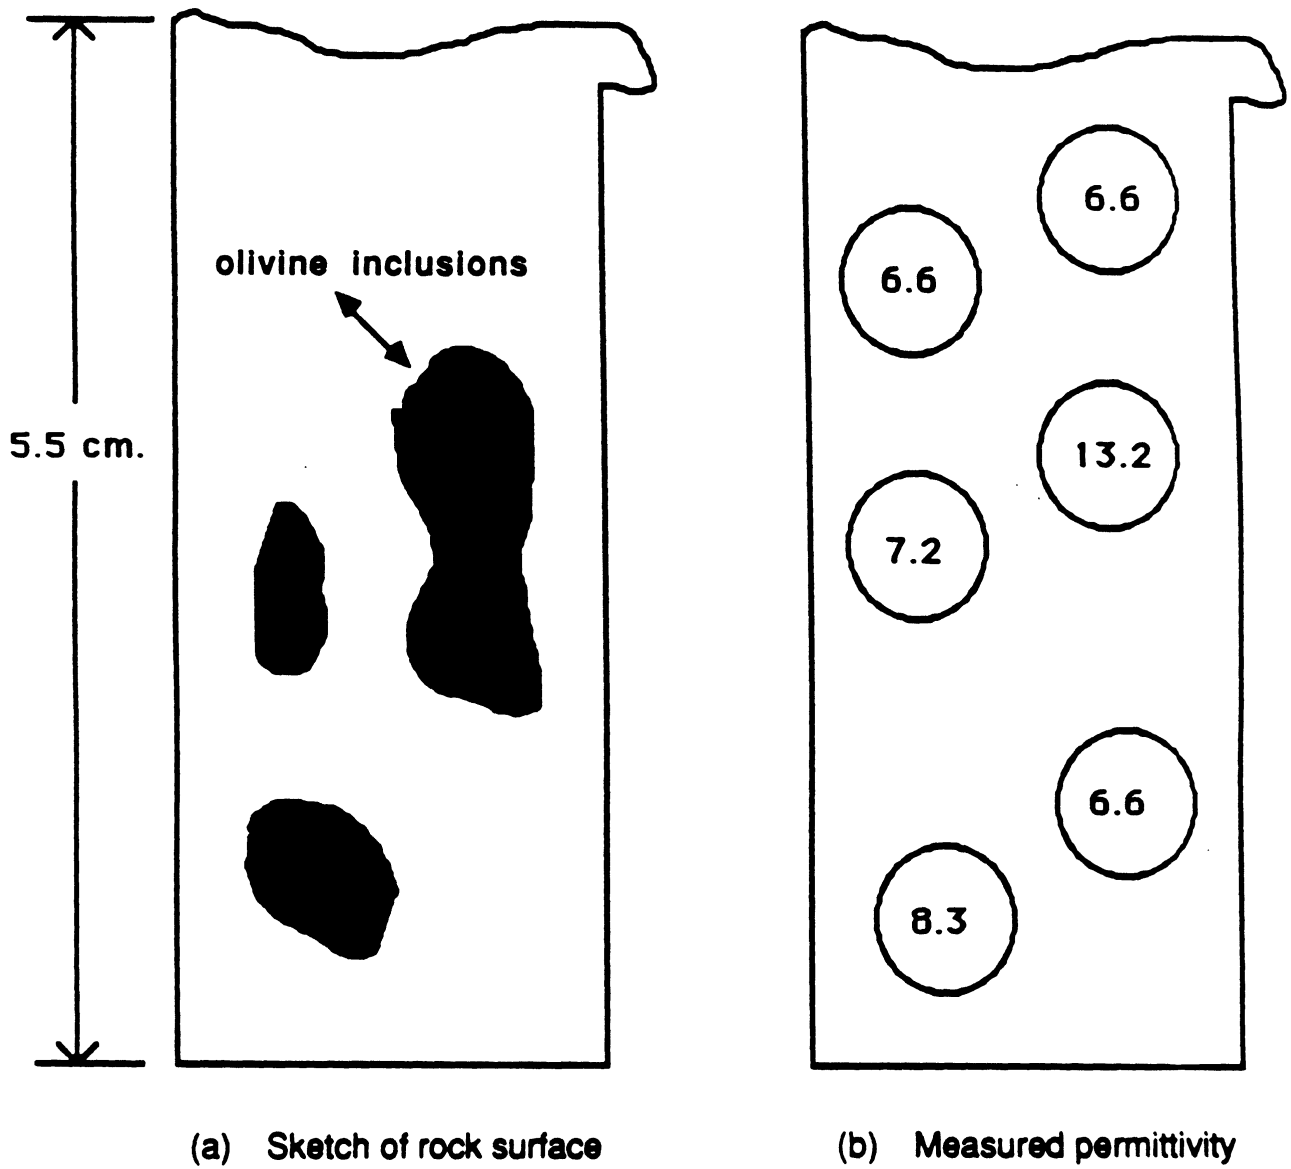 olivine inclusions
5.5 cm.
6.6
6.6
13.2
7.2
6.6
8.3
(a) Sketch of rock surface
(b) Measured permittivity